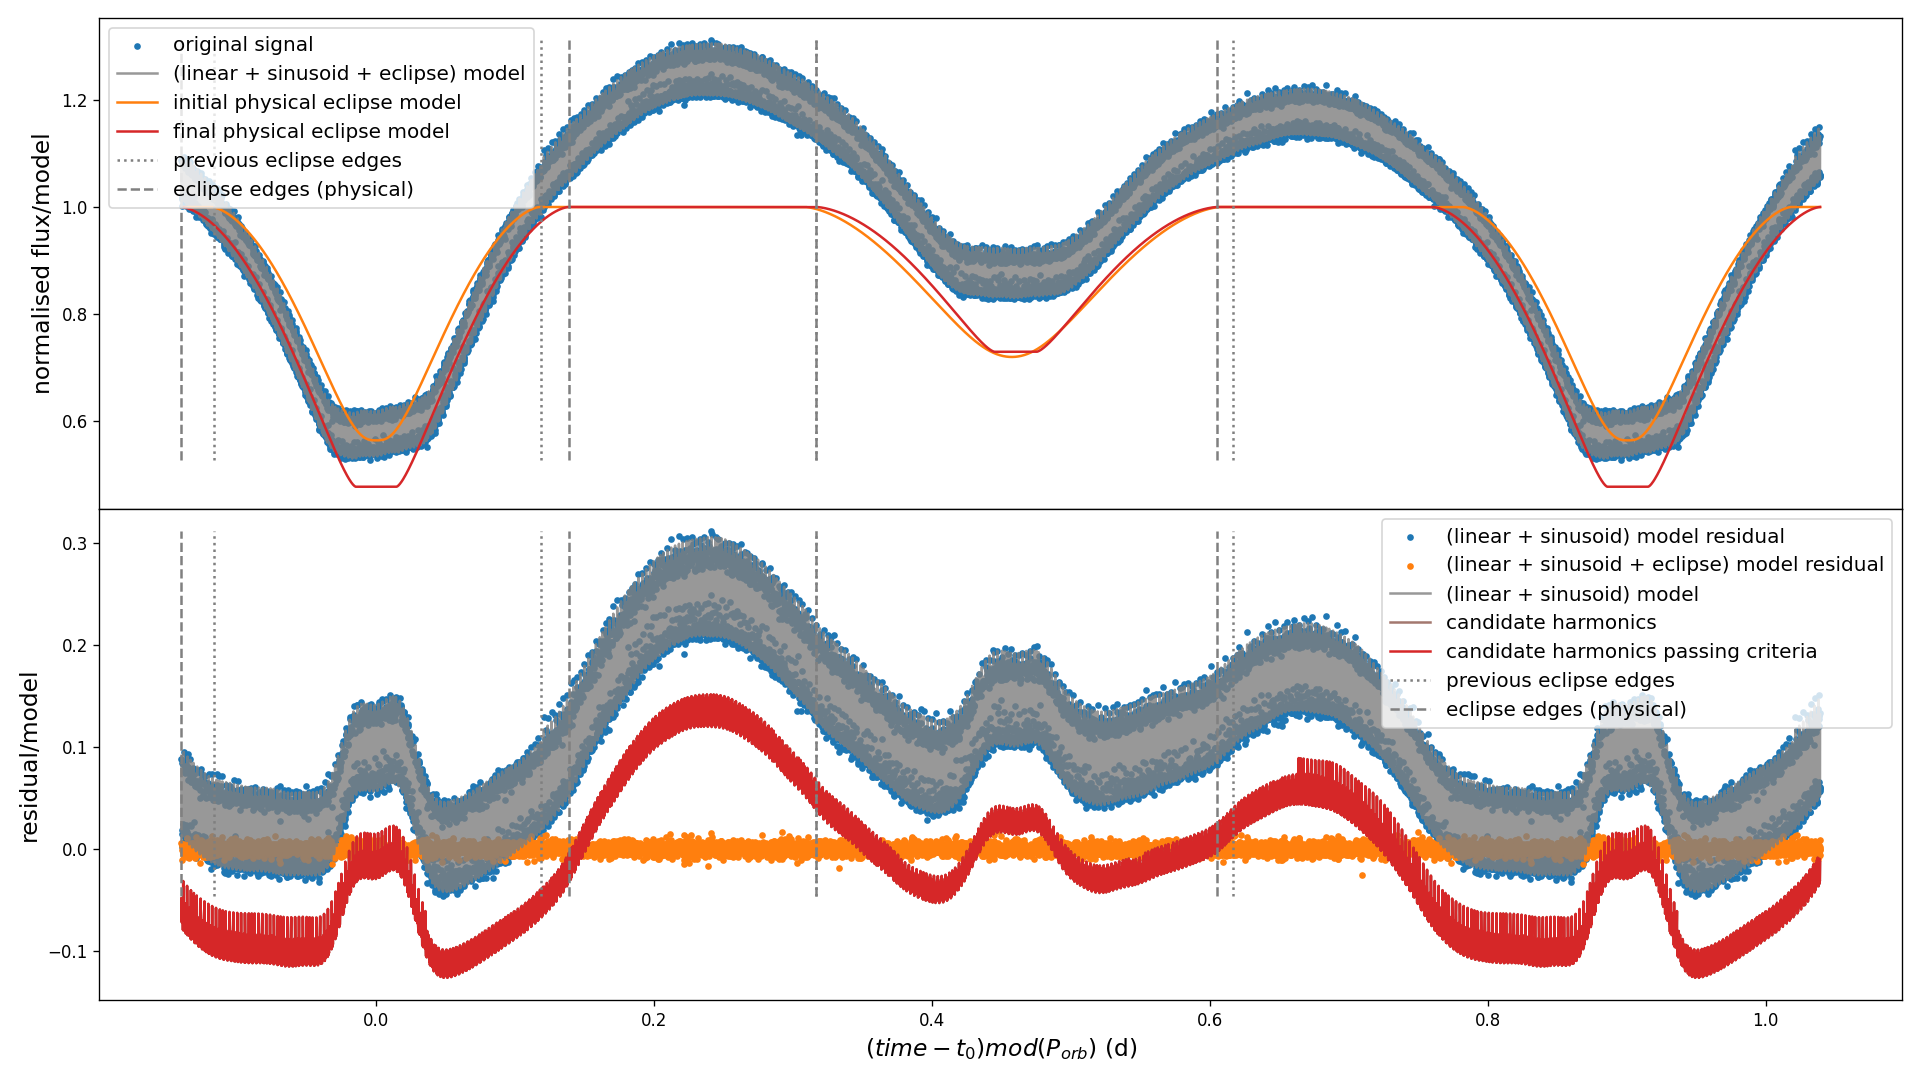 original signal
(linear + sinusoid + eclipse) model
initial physical eclipse model
final physical eclipse model
previous eclipse edges
eclipse edges (physical)
normalised flux/model
1.2
1.0
0.8
0.6
(linear + sinusoid) model residual
(linear + sinusoid + eclipse) model residual
(linear + sinusoid) model
candidate harmonics
candidate harmonics passing criteria
previous eclipse edges
eclipse edges (physical)
residual/model
0.3
0.2
0.1
0.0
−0.1
0.0 0.2 0.4 0.6 0.8 1.0
(time − t₀)mod(P_orb) (d)